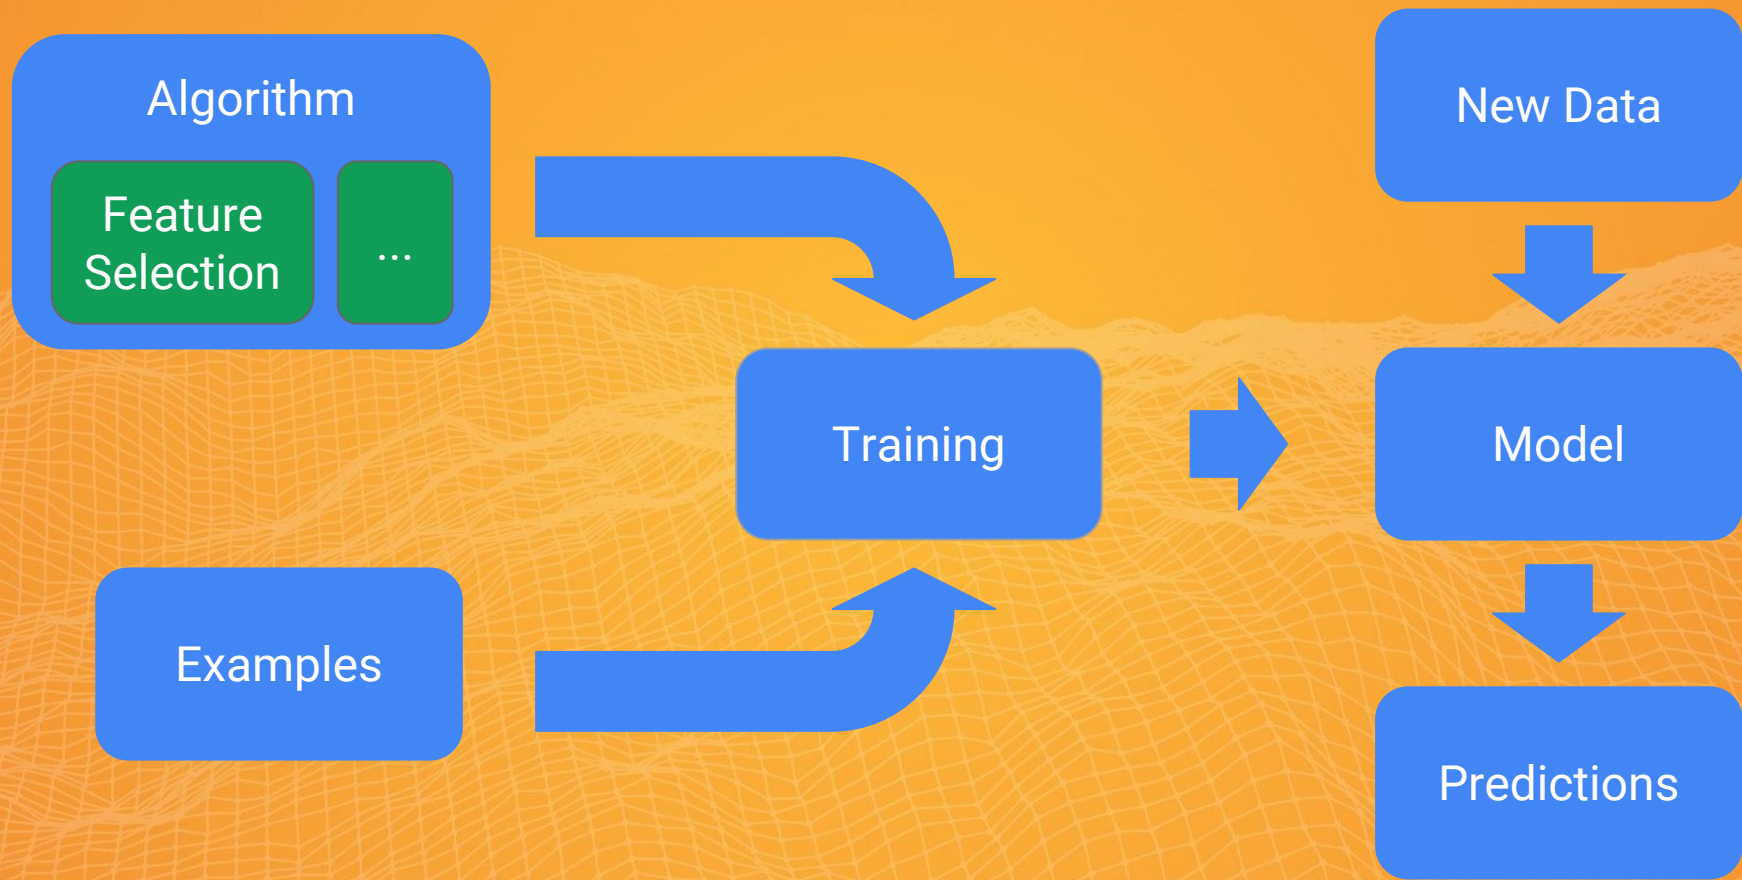 Algorithm
Feature
Selection
...
Examples
Training
New Data
Model
Predictions